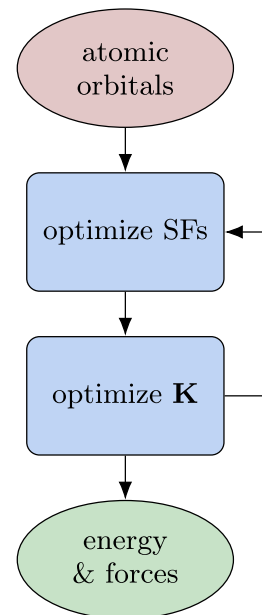 atomic
orbitals
optimize SFs
optimize K
energy
& forces